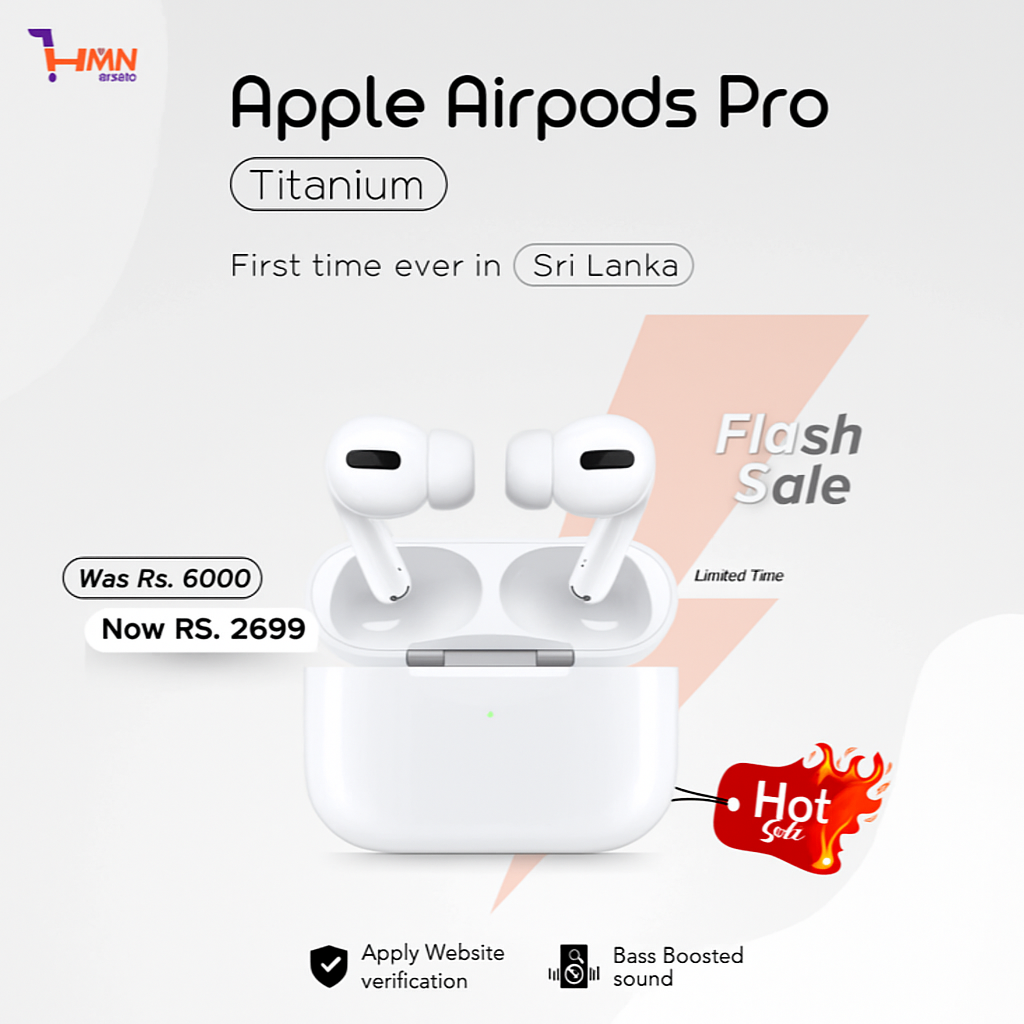 HMN
arsato
Apple Airpods Pro
Titanium
First time ever in Sri Lanka
Flash
Sale
Limited Time
Was Rs. 6000
Now RS. 2699
Hot
Apply Website
verification
Bass Boosted
sound